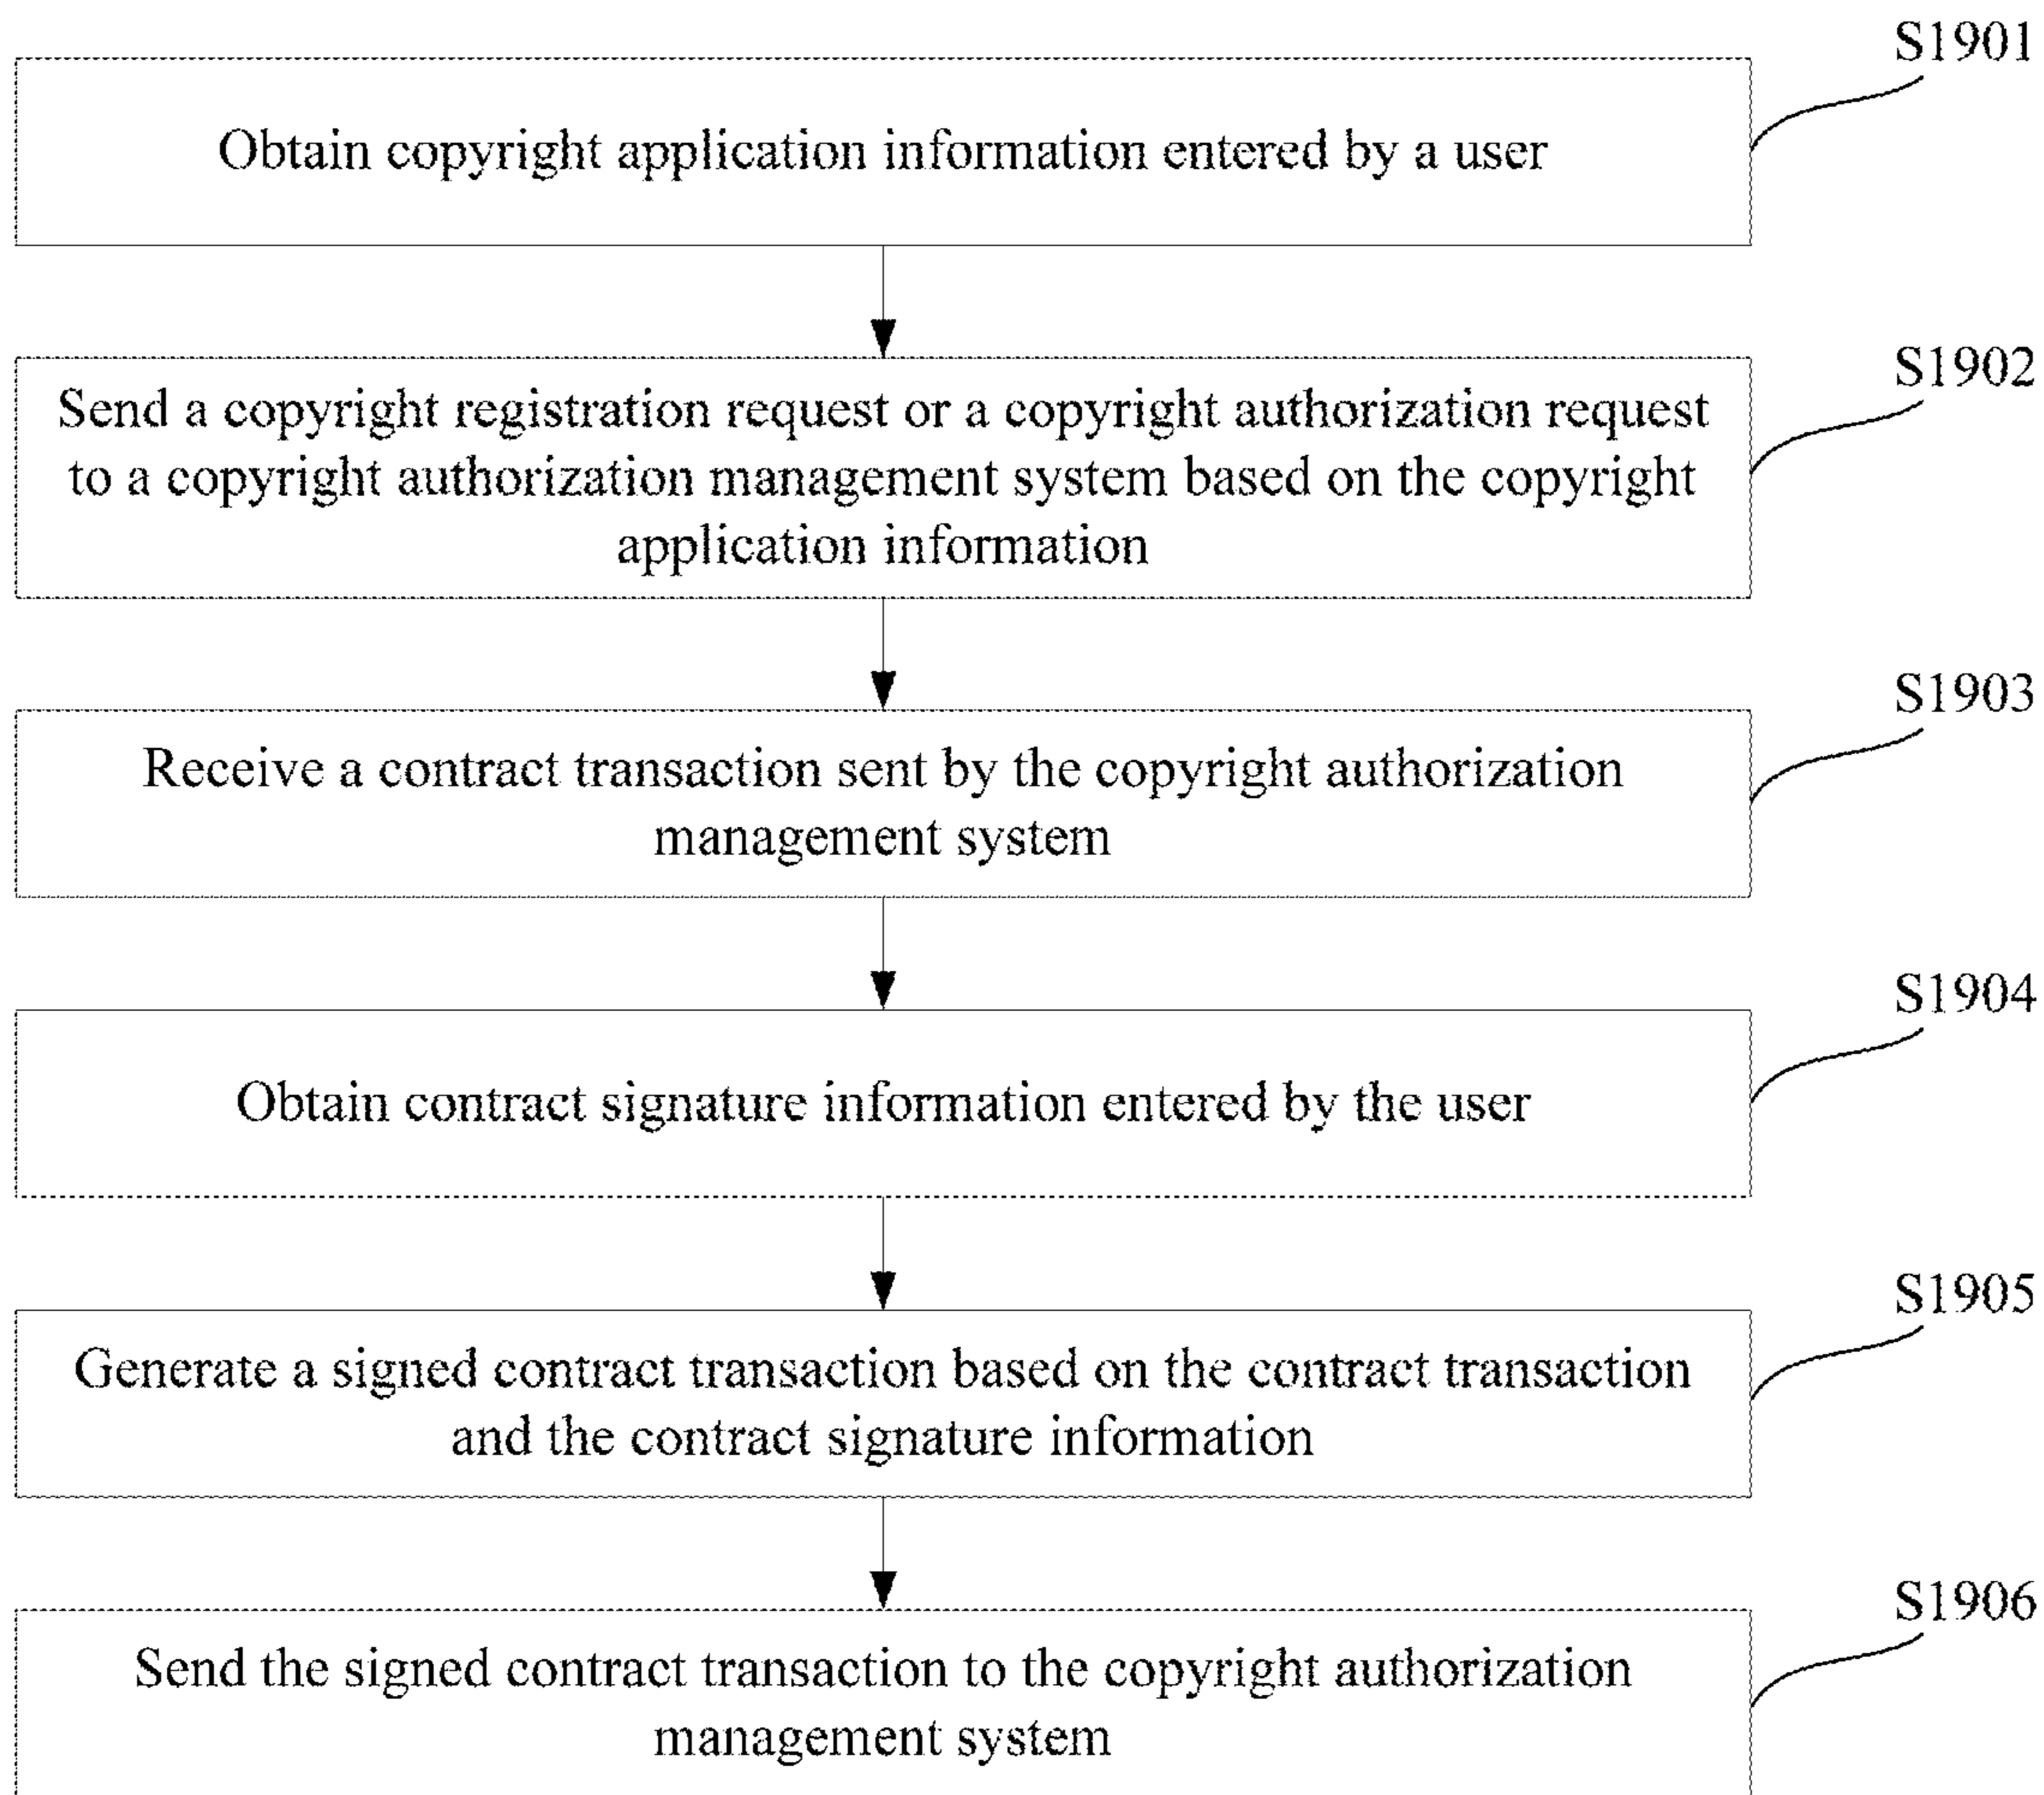 S1901
Obtain copyright application information entered by a user
S1902
Send a copyright registration request or a copyright authorization request
to a copyright authorization management system based on the copyright
application information
S1903
Receive a contract transaction sent by the copyright authorization
management system
S1904
Obtain contract signature information entered by the user
S1905
Generate a signed contract transaction based on the contract transaction
and the contract signature information
S1906
Send the signed contract transaction to the copyright authorization
management system